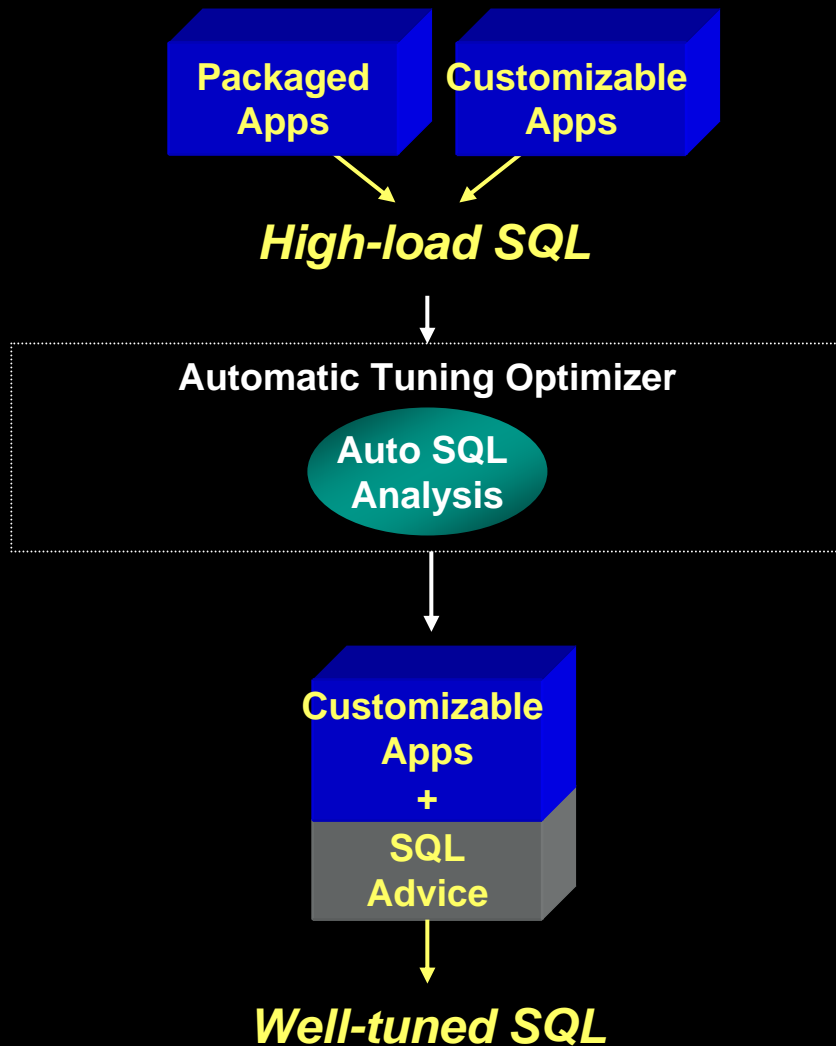 Packaged
Apps
Customizable
Apps
High-load SQL
Automatic Tuning Optimizer
Auto SQL
Analysis
Customizable
Apps
+
SQL
Advice
Well-tuned SQL